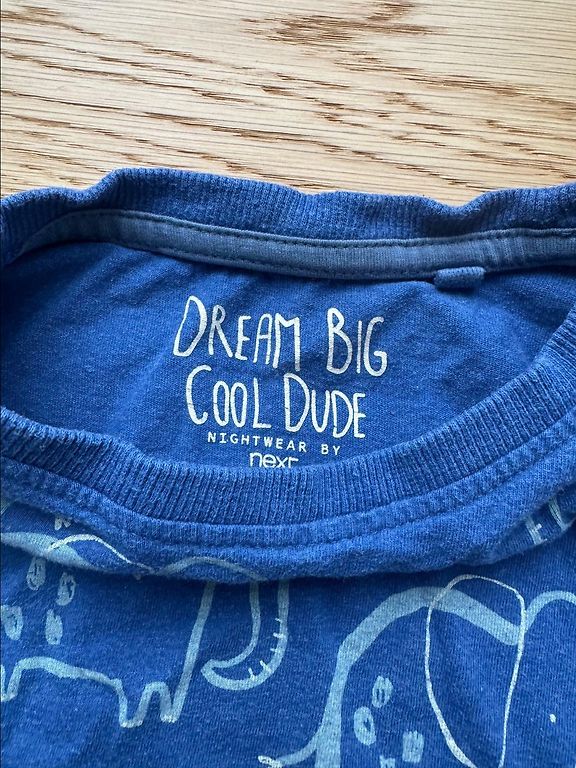 DREAM BIG
COOL DUDE
NIGHTWEAR BY
next